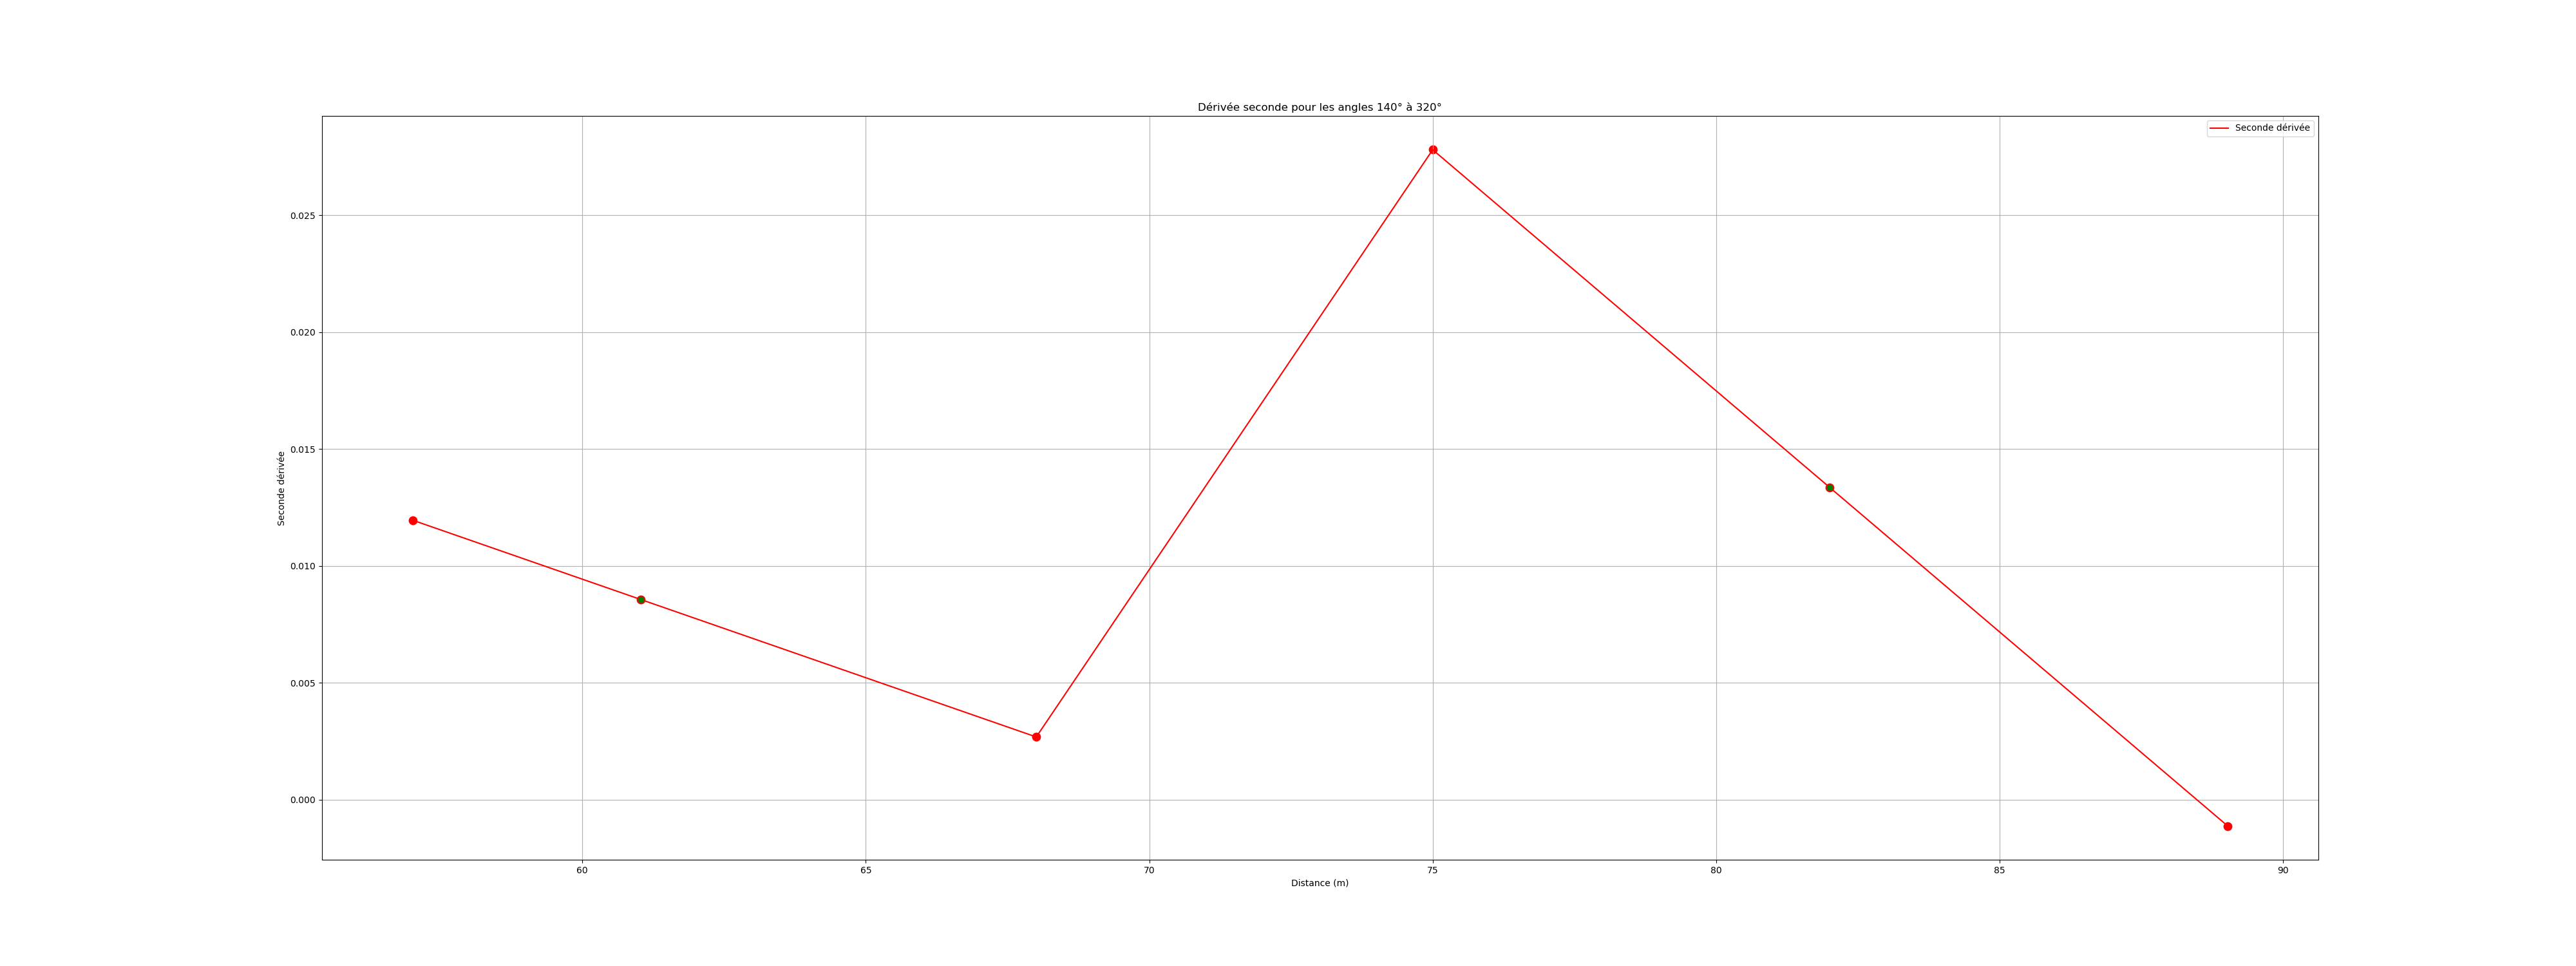 Dérivée seconde pour les angles 140° à 320°
Seconde dérivée
Seconde dérivée
0.025
0.020
0.015
0.010
0.005
0.000
60 65 70 75 80 85 90
Distance (m)